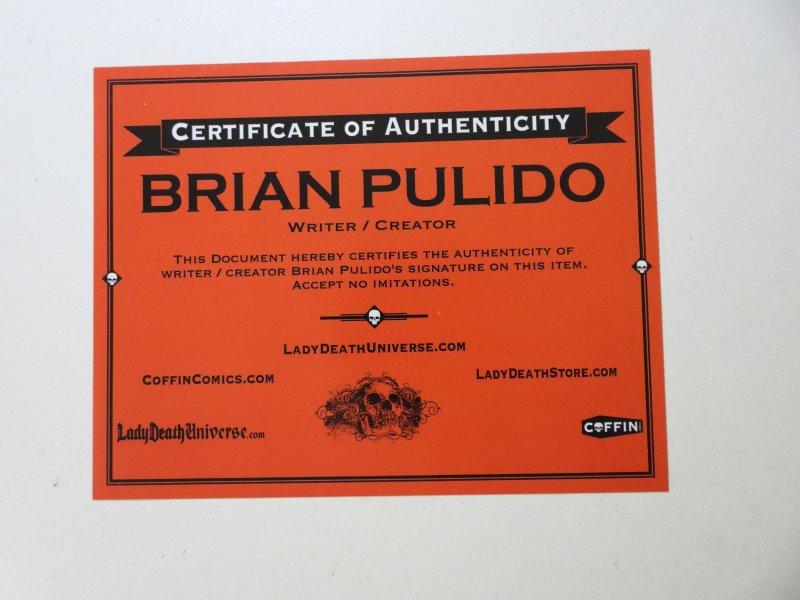 CERTIFICATE OF AUTHENTICITY
BRIAN PULIDO
WRITER / CREATOR
THIS DOCUMENT HEREBY CERTIFIES THE AUTHENTICITY OF
WRITER / CREATOR BRIAN PULIDO'S SIGNATURE ON THIS ITEM.
ACCEPT NO IMITATIONS.
LADYDEATHUNIVERSE.COM
COFFINCOMICS.COM
LADYDEATHSTORE.COM
LadyDeathUniverse.com
COFFIN